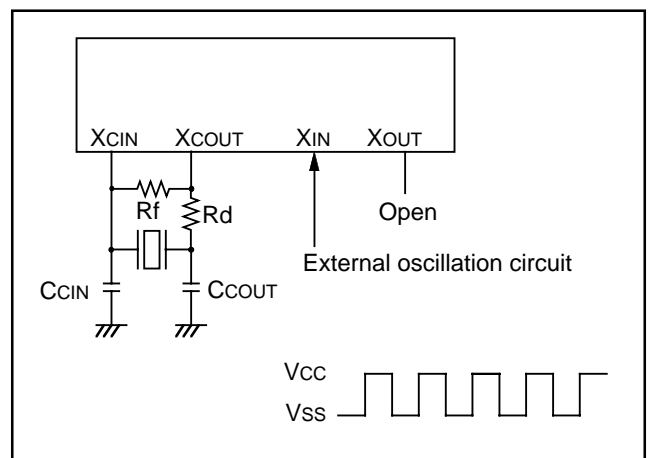 XCIN XCOUT XIN XOUT
Rf
Rd
Open
External oscillation circuit
CCIN CCOUT
VCC
VSS